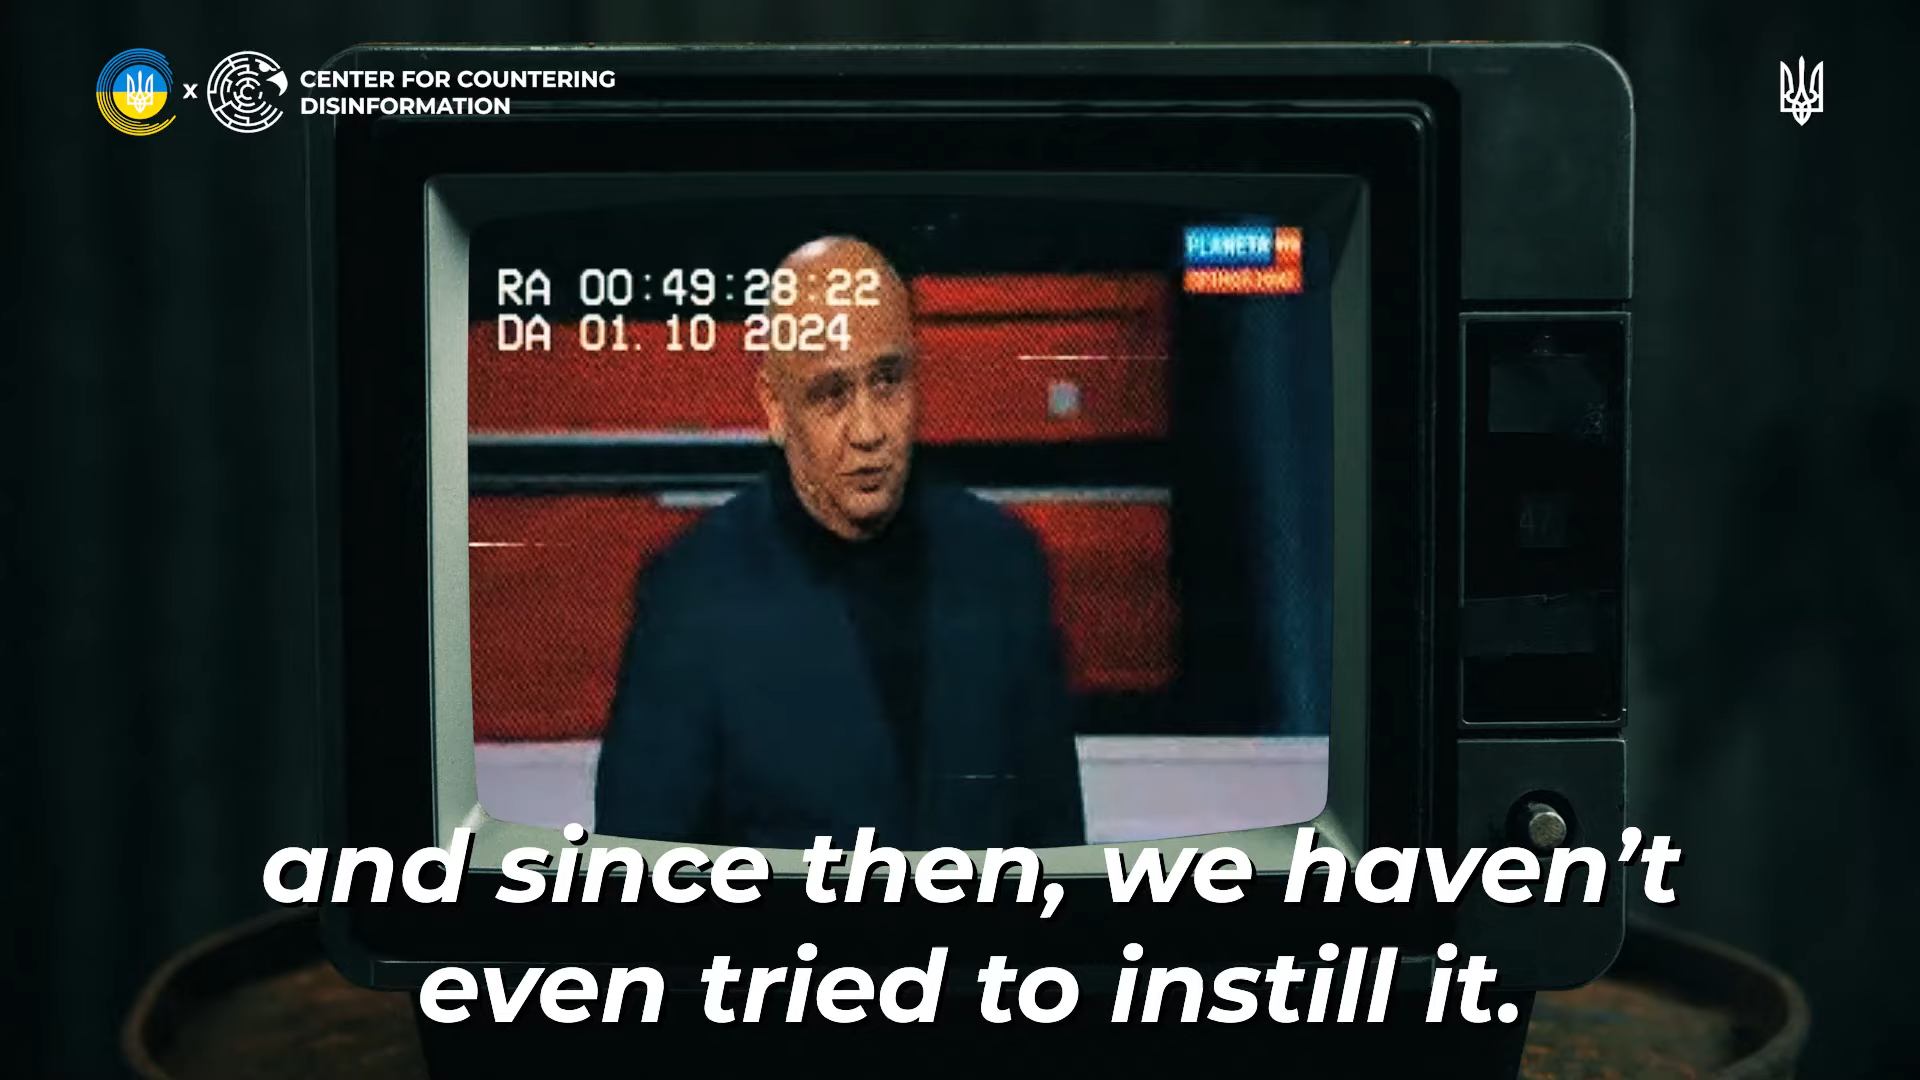 x
CENTER FOR COUNTERING
DISINFORMATION
RA 00:49:28:22
DA 01. 10 2024
PLANETA
and since then, we haven't
even tried to instill it.